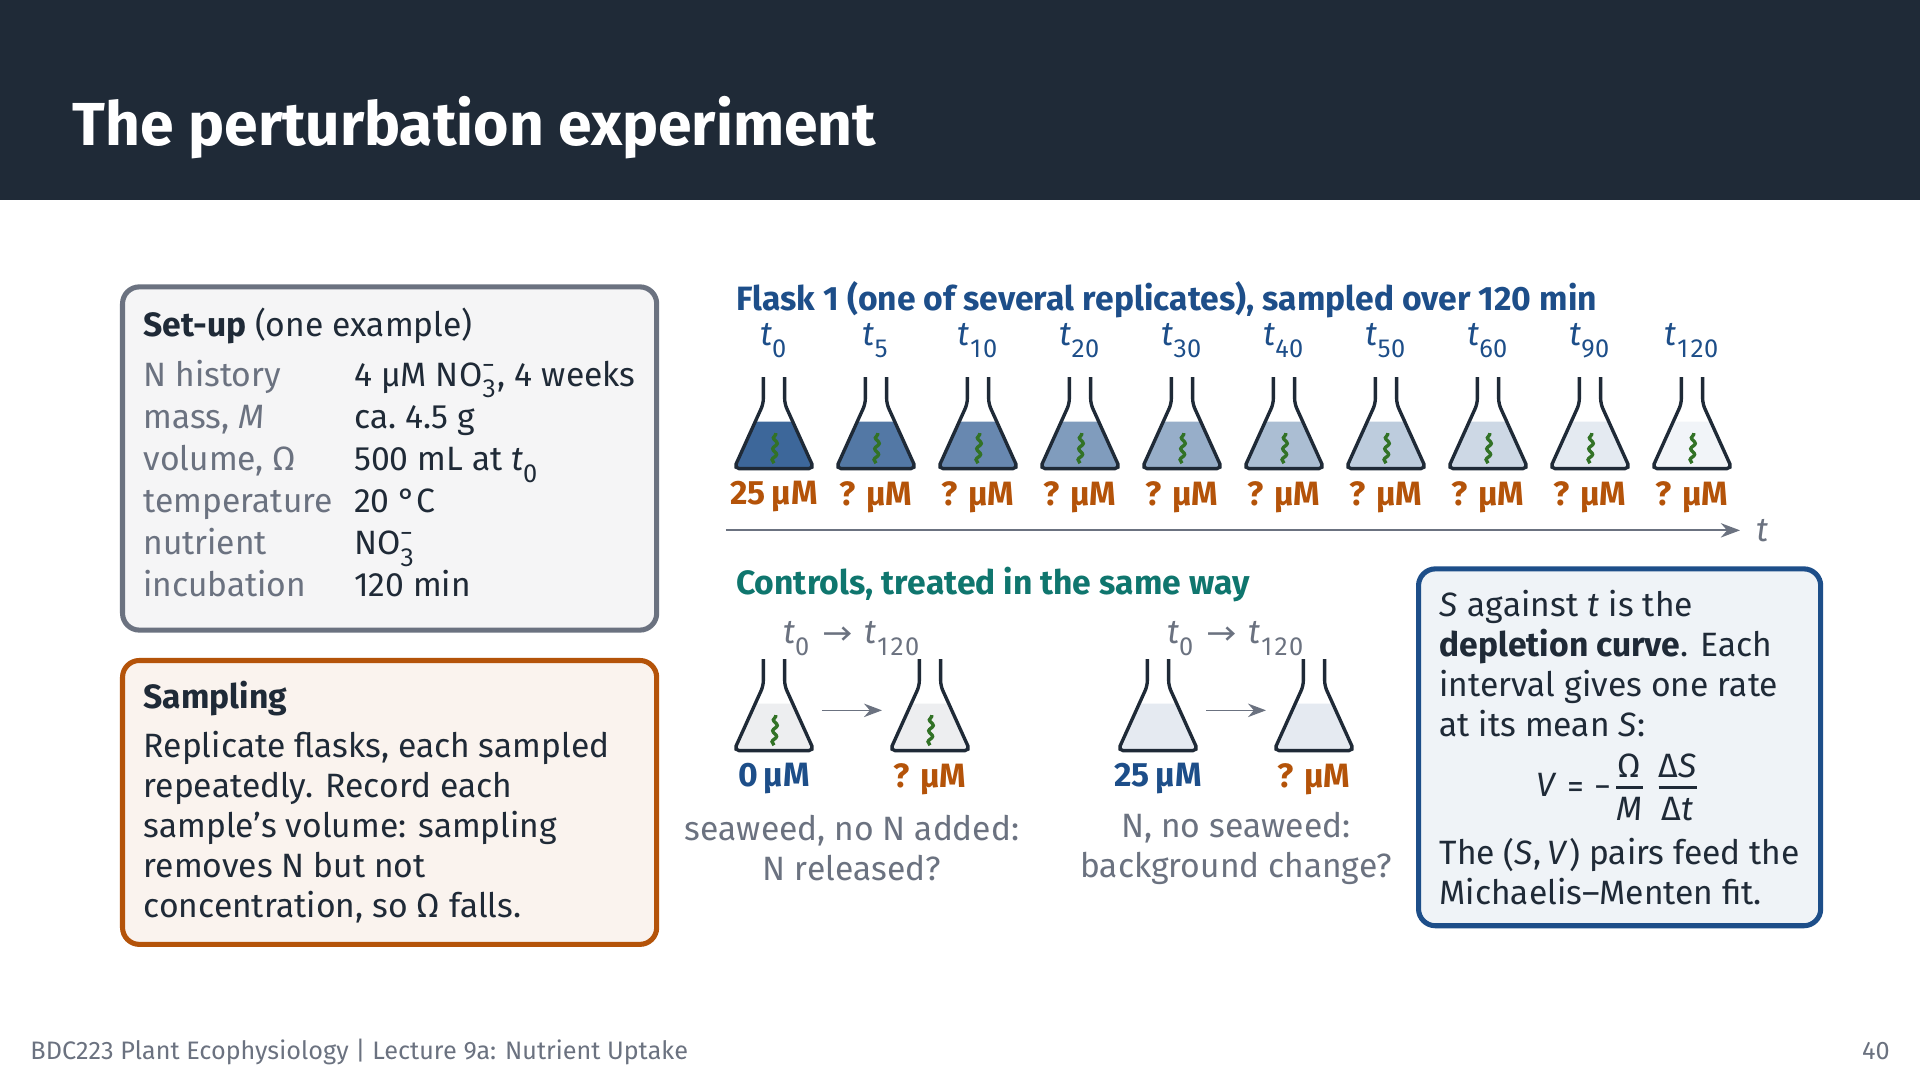 The perturbation experiment
Set-up (one example)
N history 4 µM NO₃⁻, 4 weeks
mass, M ca. 4.5 g
volume, Ω 500 mL at t₀
temperature 20 °C
nutrient NO₃⁻
incubation 120 min
Sampling
Replicate flasks, each sampled
repeatedly. Record each
sample’s volume: sampling
removes N but not
concentration, so Ω falls.
Flask 1 (one of several replicates), sampled over 120 min
t₀ t₅ t₁₀ t₂₀ t₃₀ t₄₀ t₅₀ t₆₀ t₉₀ t₁₂₀
25 µM ? µM ? µM ? µM ? µM ? µM ? µM ? µM ? µM ? µM
t
Controls, treated in the same way
t₀ → t₁₂₀
0 µM ? µM
seaweed, no N added:
N released?
t₀ → t₁₂₀
25 µM ? µM
N, no seaweed:
background change?
S against t is the
depletion curve. Each
interval gives one rate
at its mean S:
V = −Ω/M ΔS/Δt
The (S, V) pairs feed the
Michaelis–Menten fit.
BDC223 Plant Ecophysiology | Lecture 9a: Nutrient Uptake
40